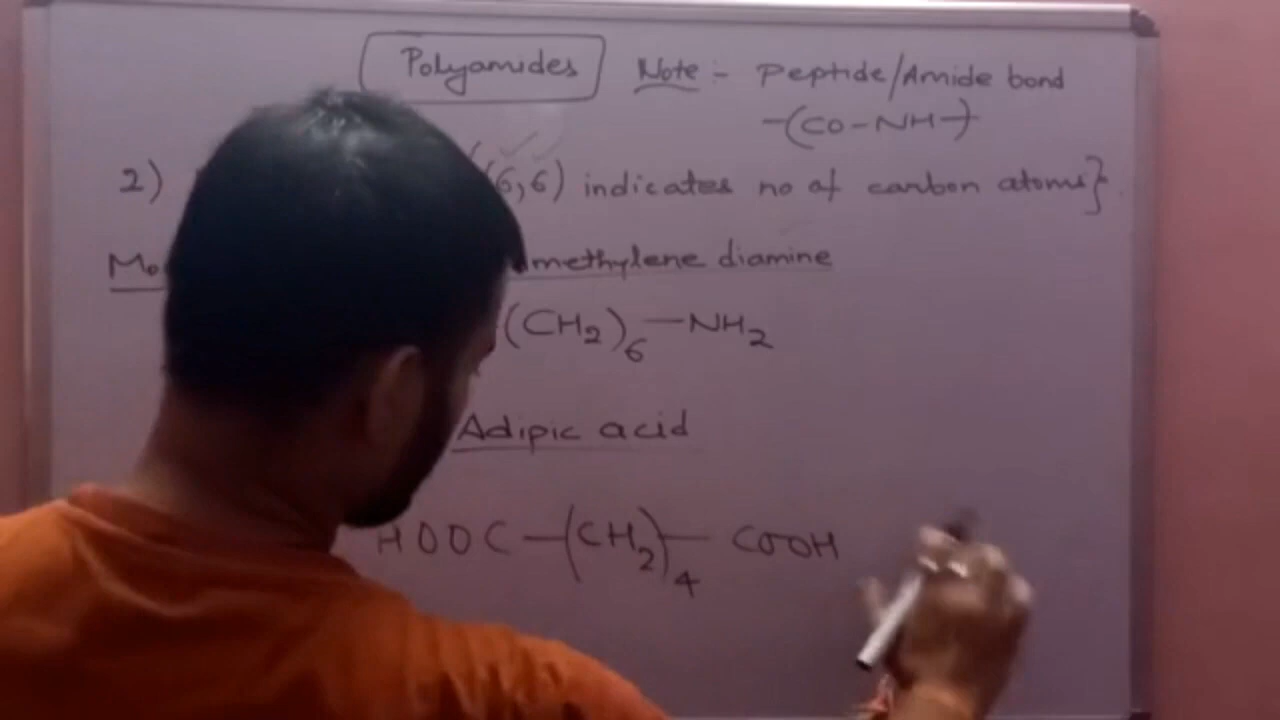 Polyamides Note :- Peptide/Amide bond
-(CO-NH-)
2) (6,6) indicates no of carbon atoms}.
methylene diamine
(CH2)6-NH2
Adipic acid
HOOC-(CH2)4-COOH